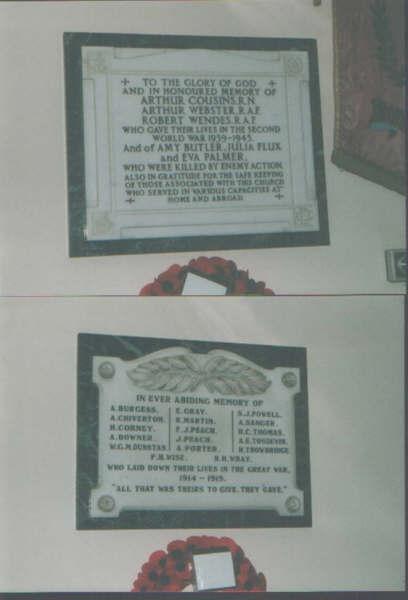 TO THE GLORY OF GOD
AND IN HONOURED MEMORY OF
ARTHUR COUSINS, R.N.
ARTHUR WEBSTER, R.A.F.
ROBERT WENDES, R.A.F.
WHO GAVE THEIR LIVES IN THE SECOND
WORLD WAR 1939-1945.
And of AMY BUTLER, JULIA FLUX
and EVA PALMER,
WHO WERE KILLED BY ENEMY ACTION.
ALSO IN GRATITUDE FOR THE SAFE KEEPING
OF THOSE ASSOCIATED WITH THIS CHURCH
WHO SERVED IN VARIOUS CAPACITIES AT
HOME AND ABROAD.
IN EVER ABIDING MEMORY OF
A. BURGESS. E. GRAY. S. J. POWELL.
A. CHIVERTON. R. MARTIN. A. SANGER.
H. CORNEY. F. J. PEACH. H. C. THOMAS.
A. DOWNER. J. PEACH. A. E. TOSDEVIN.
W. G. M. DUNSTAN. A. PORTER. H. TROWBRIDGE.
F. H. WISE. H. H. WRAY.
WHO LAID DOWN THEIR LIVES IN THE GREAT WAR,
1914 – 1919.
"ALL THAT WAS THEIRS TO GIVE, THEY GAVE."